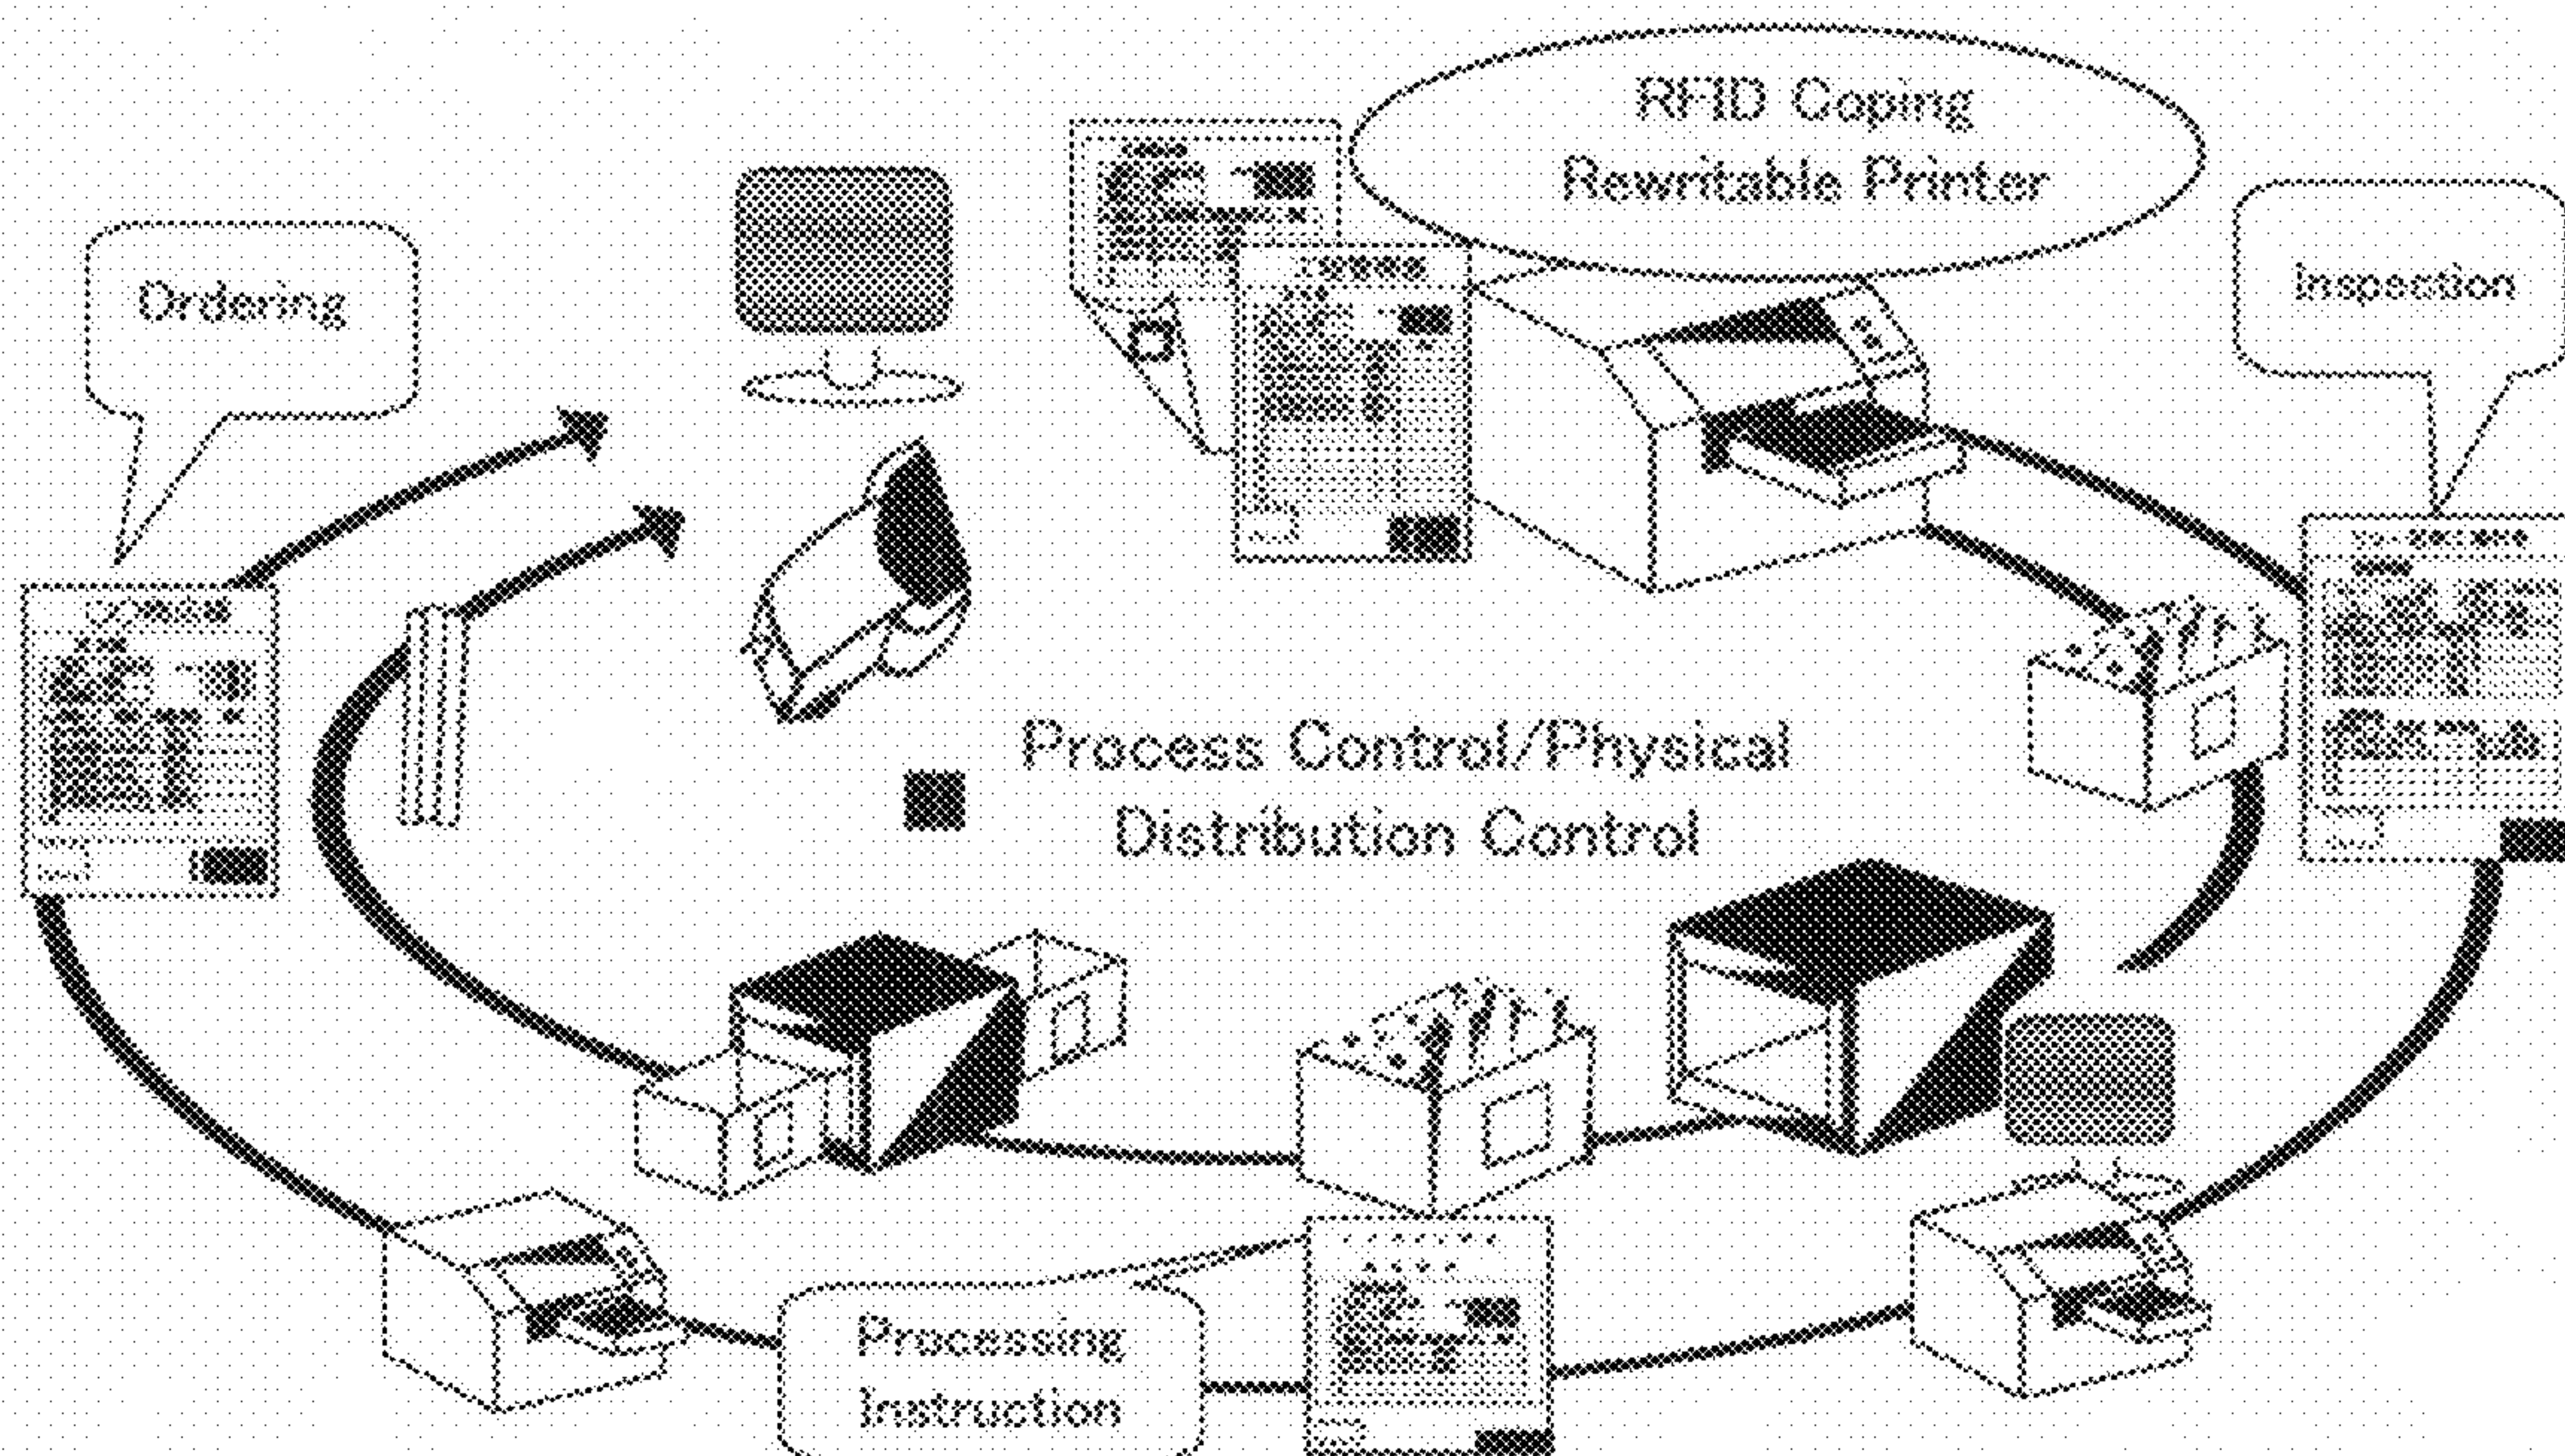 RFID Coping
Rewritable Printer
Ordering
Inspection
Process Control/Physical
Distribution Control
Processing
Instruction